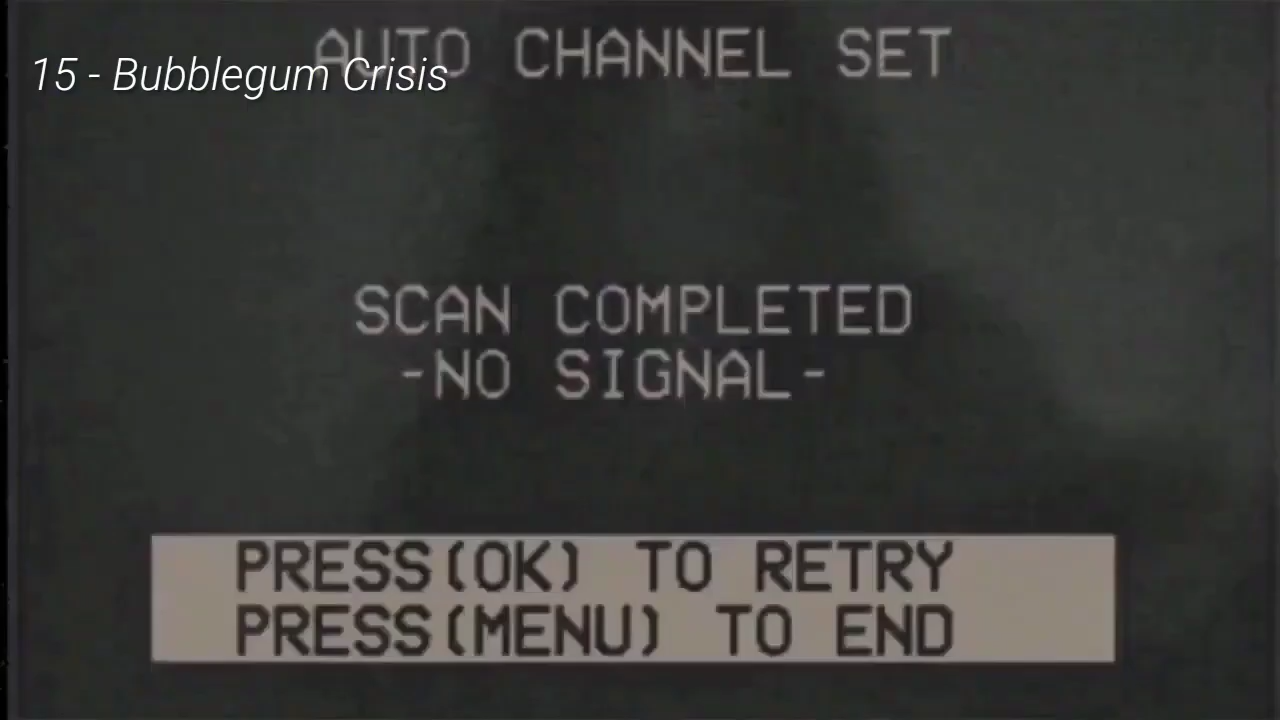 AUTO CHANNEL SET
15 - Bubblegum Crisis
SCAN COMPLETED
-NO SIGNAL-
PRESS(OK) TO RETRY
PRESS(MENU) TO END